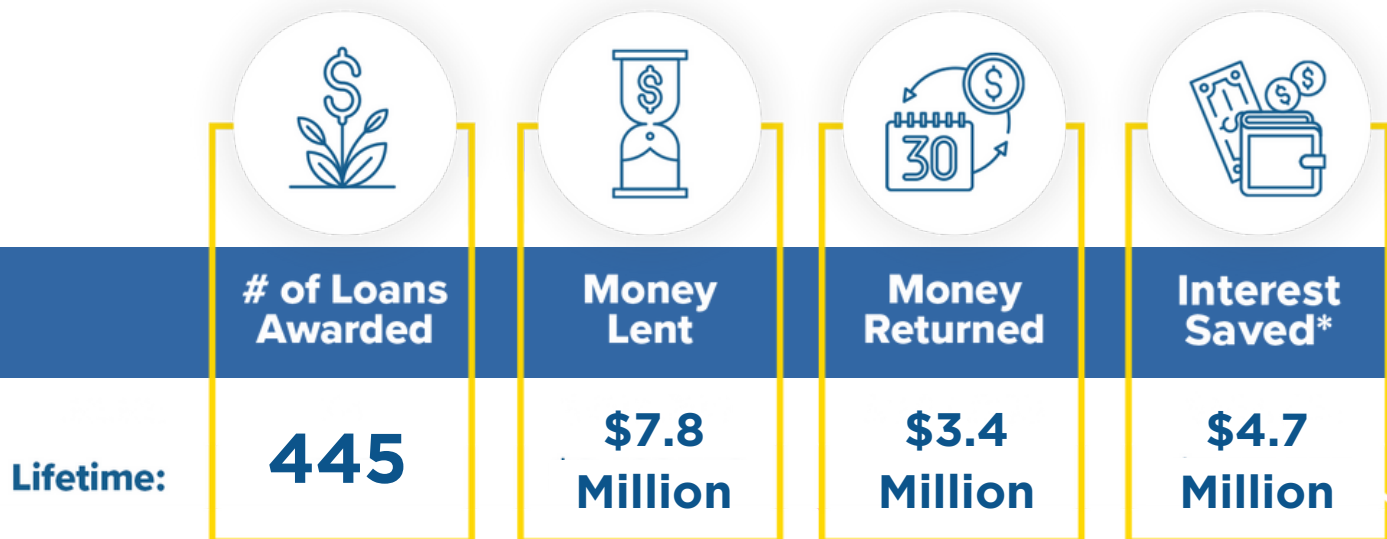 $
$
$
30
$
$
# of Loans
Awarded
Money
Lent
Money
Returned
Interest
Saved*
Lifetime:
445
$7.8
Million
$3.4
Million
$4.7
Million